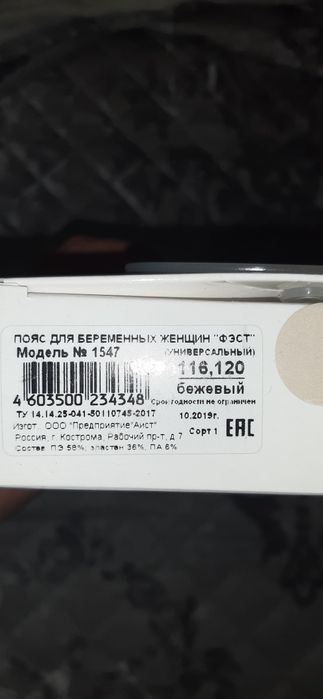 ПОЯС ДЛЯ БЕРЕМЕННЫХ ЖЕНЩИН "ФЭСТ"
Модель № 1547 (УНИВЕРСАЛЬНЫЙ)
116,120
бежевый
4 603500 234348 Срок годности не ограничен
ТУ 14.14.25-041-50110745-2017 10.2019г.
Изгот.: ООО "Предприятие"Аист"
Россия, г. Кострома, Рабочий пр-т, д.7 Сорт 1 ЕАС
Состав: ПЭ 58%, эластан 36%, ПА 6%